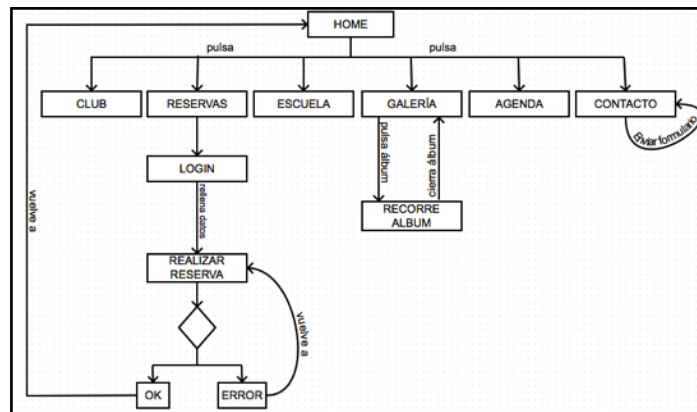 HOME
pulsa
pulsa
CLUB
RESERVAS
ESCUELA
GALERÍA
AGENDA
CONTACTO
Enviar formulario
pulsa álbum
cierra álbum
LOGIN
rellena datos
RECORRE
ALBUM
vuelve a
REALIZAR
RESERVA
vuelve a
OK
ERROR